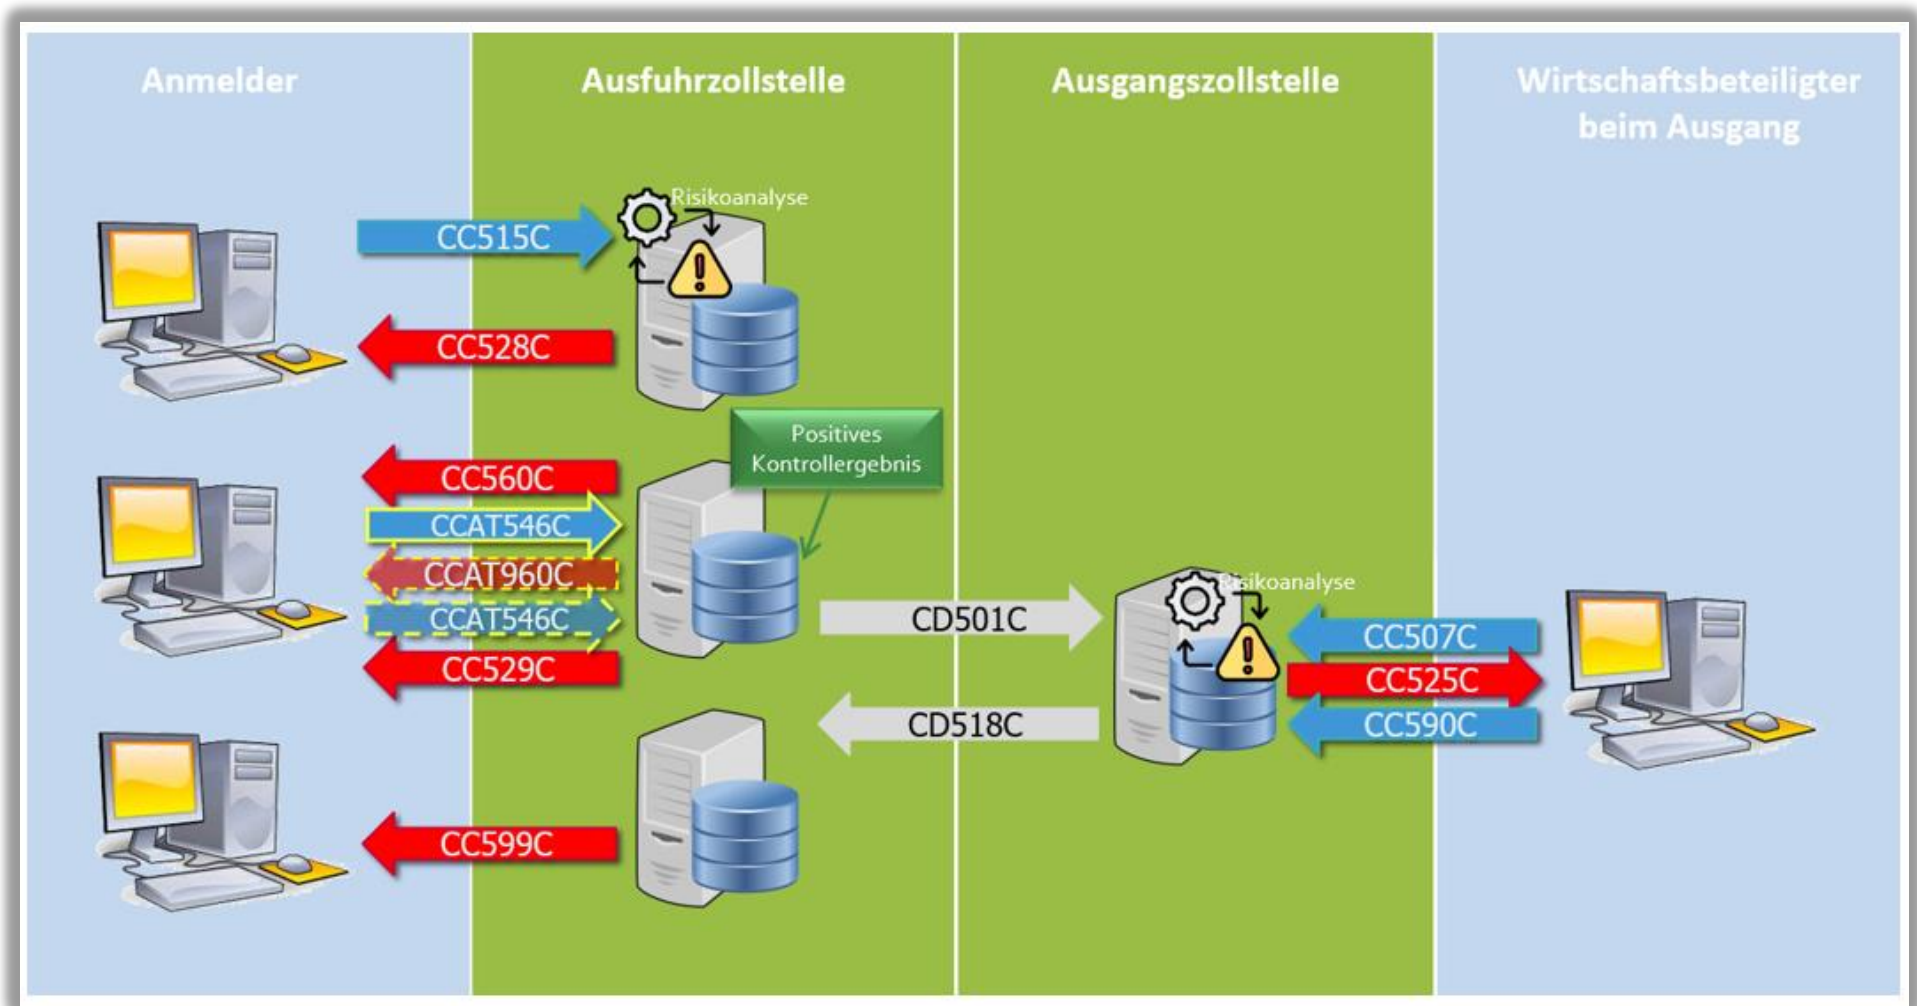 Anmelder
Ausfuhrzollstelle
Ausgangszollstelle
Wirtschaftsbeteiligter
beim Ausgang
Risikoanalyse
CC515C
CC528C
Positives
Kontrollergebnis
CC560C
CCAT546C
CCAT960C
CCAT546C
CC529C
CD501C
Risikoanalyse
CC507C
CC525C
CC590C
CD518C
CC599C